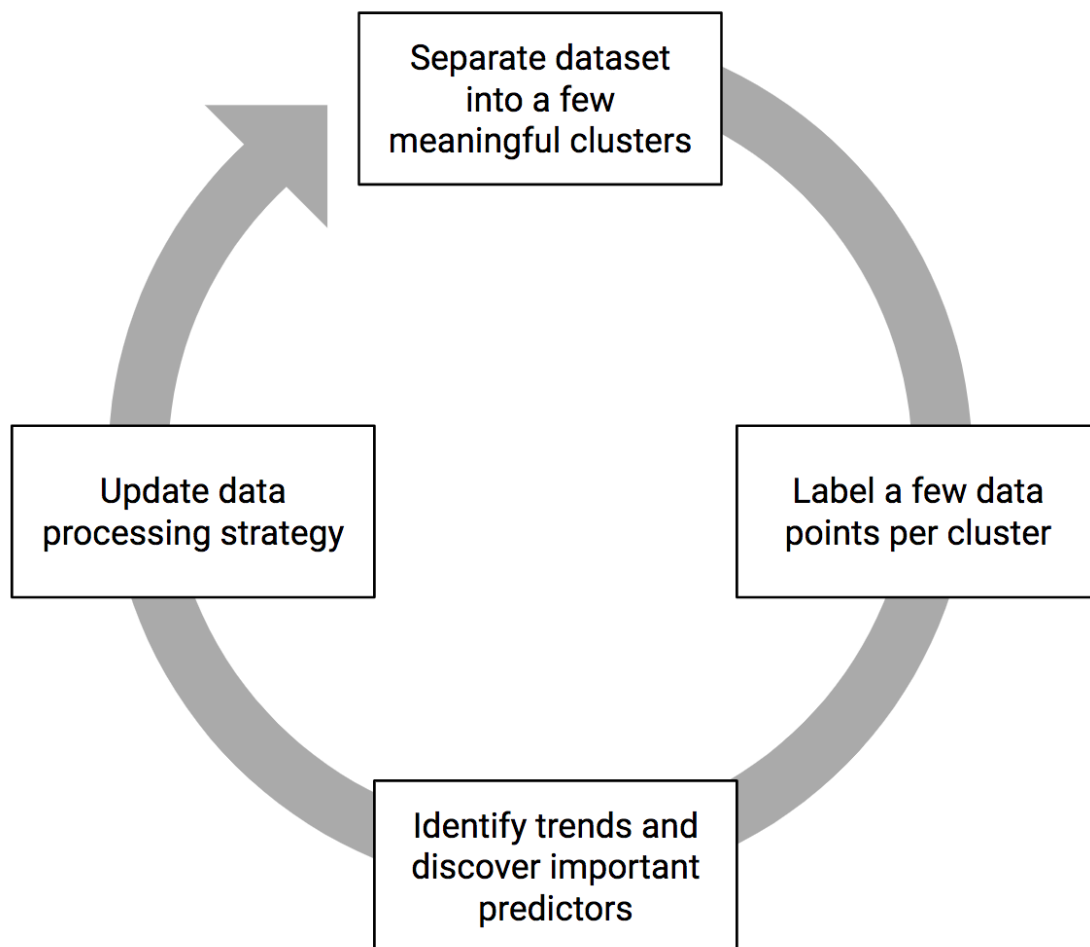 Separate dataset
into a few
meaningful clusters
Label a few data
points per cluster
Identify trends and
discover important
predictors
Update data
processing strategy